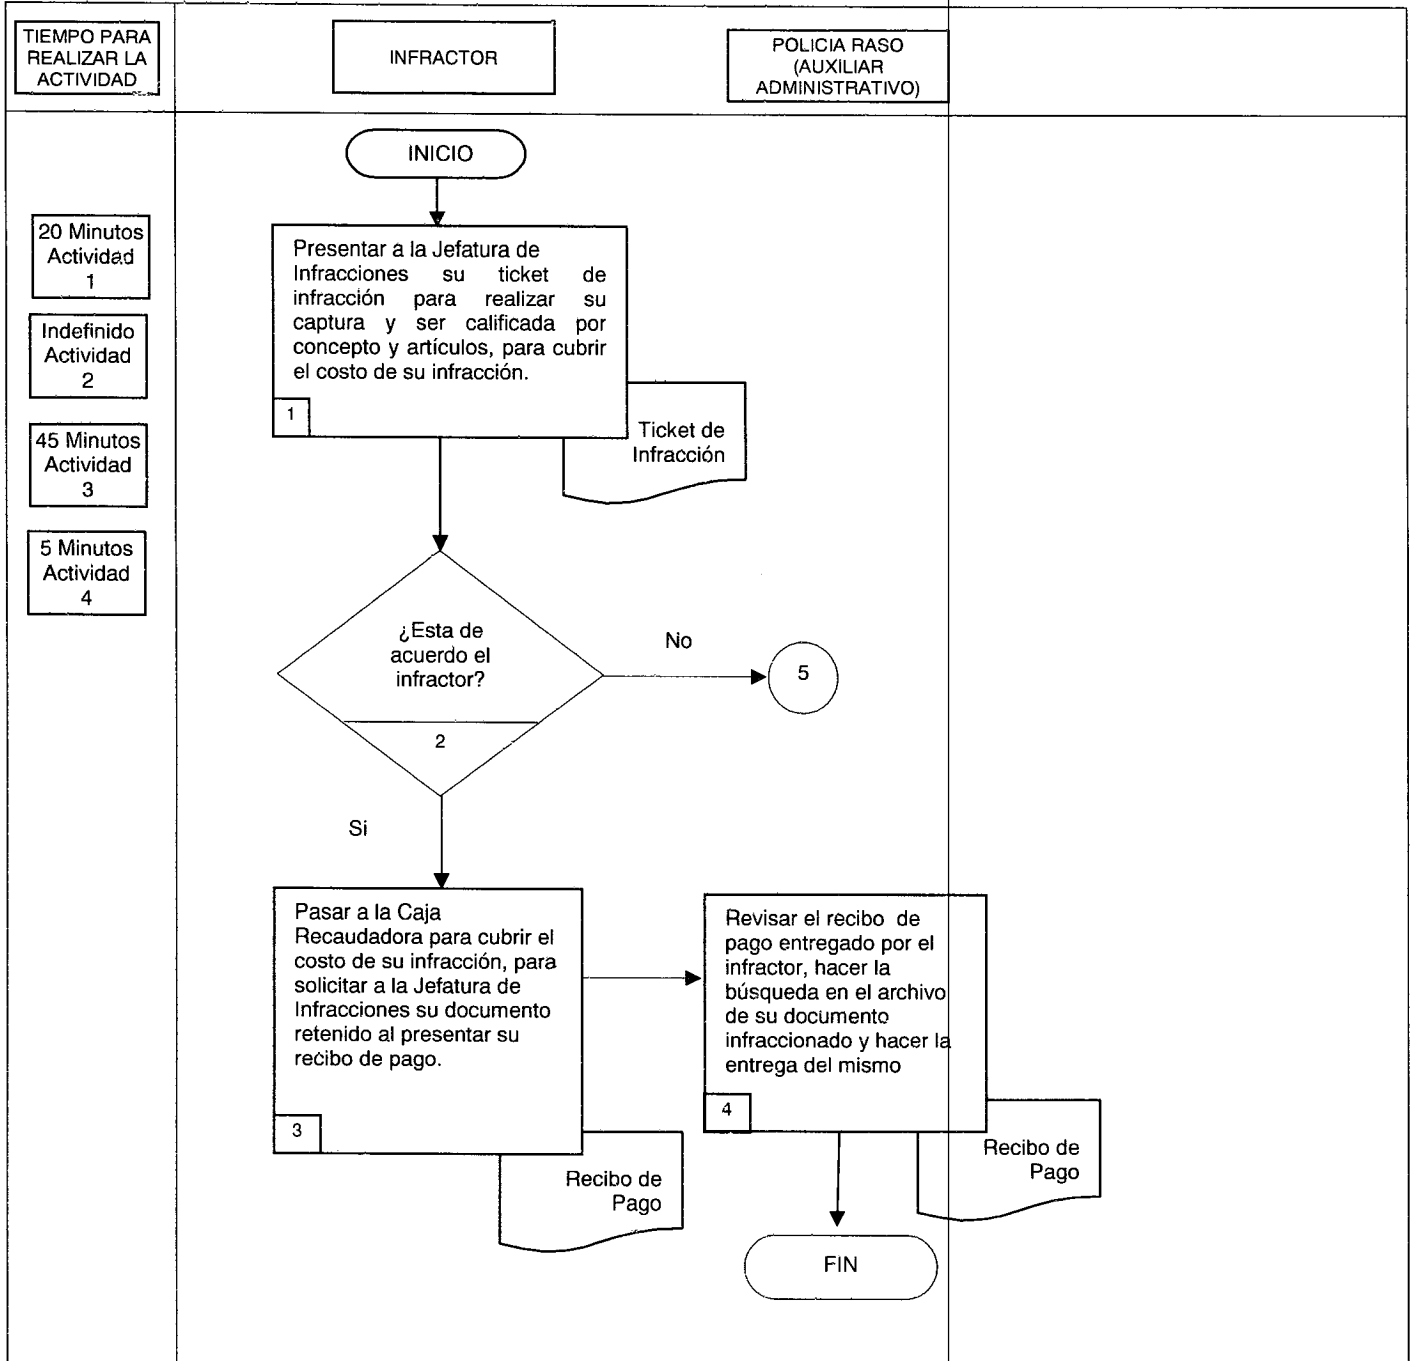 TIEMPO PARA
REALIZAR LA
ACTIVIDAD
INFRACTOR
POLICIA RASO
(AUXILIAR
ADMINISTRATIVO)
INICIO
20 Minutos
Actividad
1
Indefinido
Actividad
2
45 Minutos
Actividad
3
5 Minutos
Actividad
4
Presentar a la Jefatura de
Infracciones su ticket de
infracción para realizar su
captura y ser calificada por
concepto y artículos, para cubrir
el costo de su infracción.
1
Ticket de
Infracción
¿Esta de
acuerdo el
infractor?
2
No
5
Si
Pasar a la Caja
Recaudadora para cubrir el
costo de su infracción, para
solicitar a la Jefatura de
Infracciones su documento
retenido al presentar su
recibo de pago.
3
Recibo de
Pago
Revisar el recibo de
pago entregado por el
infractor, hacer la
búsqueda en el archivo
de su documento
infraccionado y hacer la
entrega del mismo
4
Recibo de
Pago
FIN